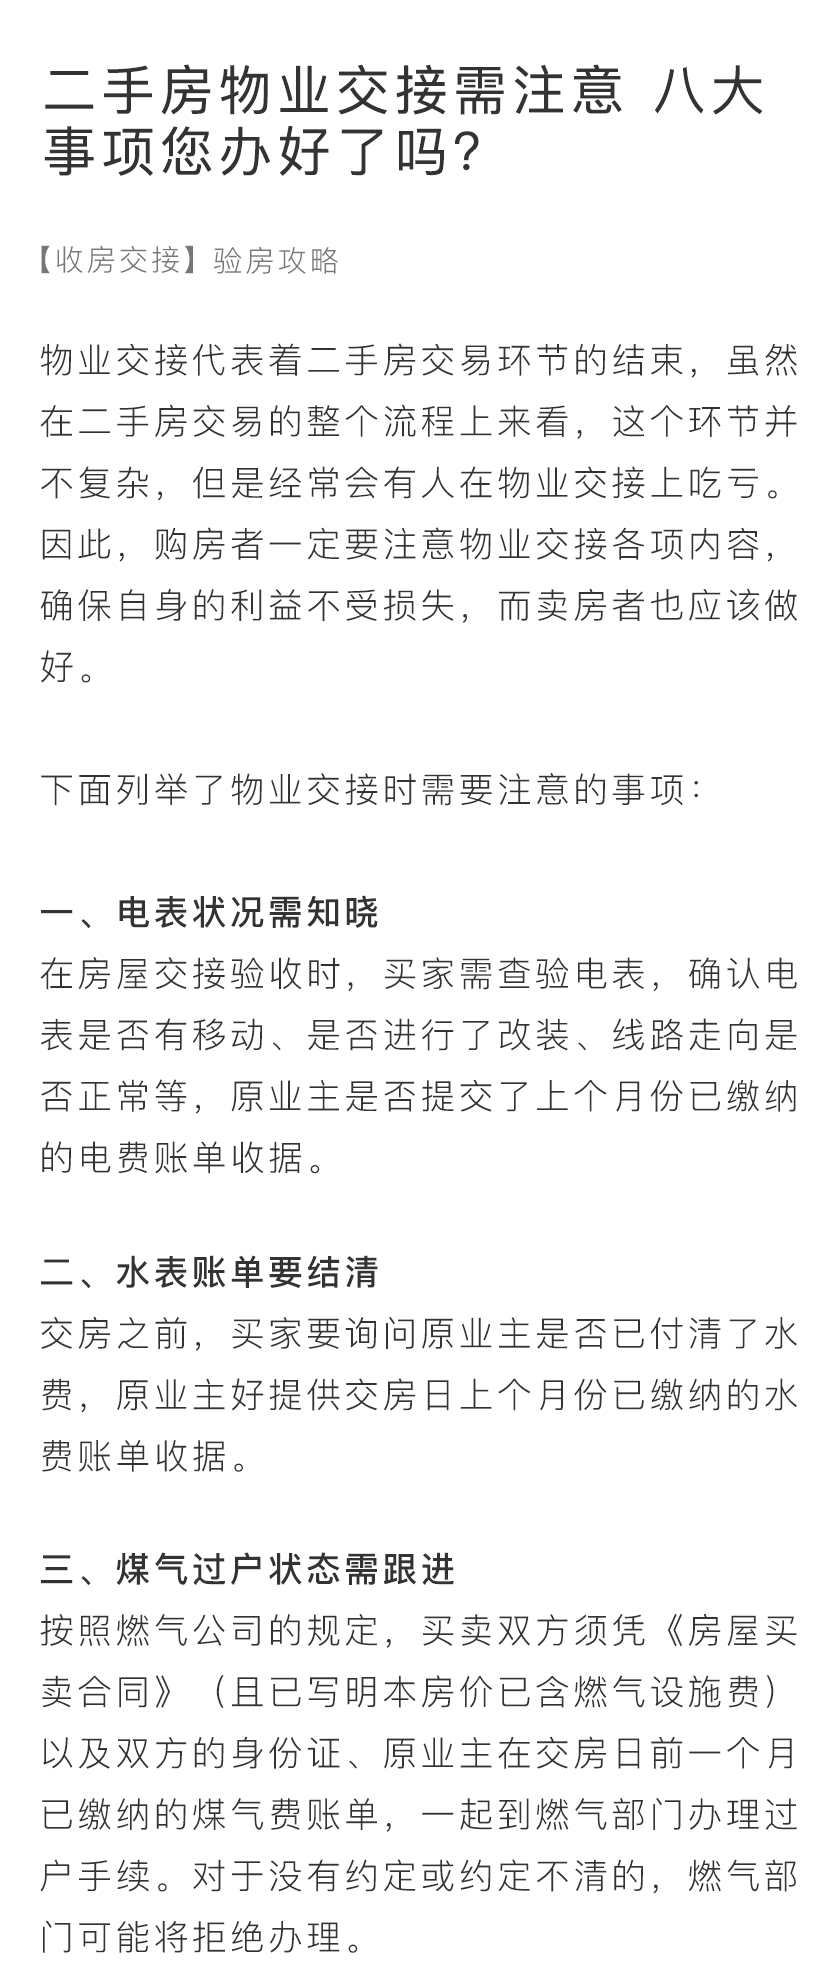 二手房物业交接需注意 八大
事项您办好了吗？
【收房交接】验房攻略
物业交接代表着二手房交易环节的结束，虽然
在二手房交易的整个流程上来看，这个环节并
不复杂，但是经常会有人在物业交接上吃亏。
因此，购房者一定要注意物业交接各项内容，
确保自身的利益不受损失，而卖房者也应该做
好。
下面列举了物业交接时需要注意的事项：
一、电表状况需知晓
在房屋交接验收时，买家需查验电表，确认电
表是否有移动、是否进行了改装、线路走向是
否正常等，原业主是否提交了上个月份已缴纳
的电费账单收据。
二、水表账单要结清
交房之前，买家要询问原业主是否已付清了水
费，原业主好提供交房日上个月份已缴纳的水
费账单收据。
三、煤气过户状态需跟进
按照燃气公司的规定，买卖双方须凭《房屋买
卖合同》（且已写明本房价已含燃气设施费）
以及双方的身份证、原业主在交房日前一个月
已缴纳的煤气费账单，一起到燃气部门办理过
户手续。对于没有约定或约定不清的，燃气部
门可能将拒绝办理。